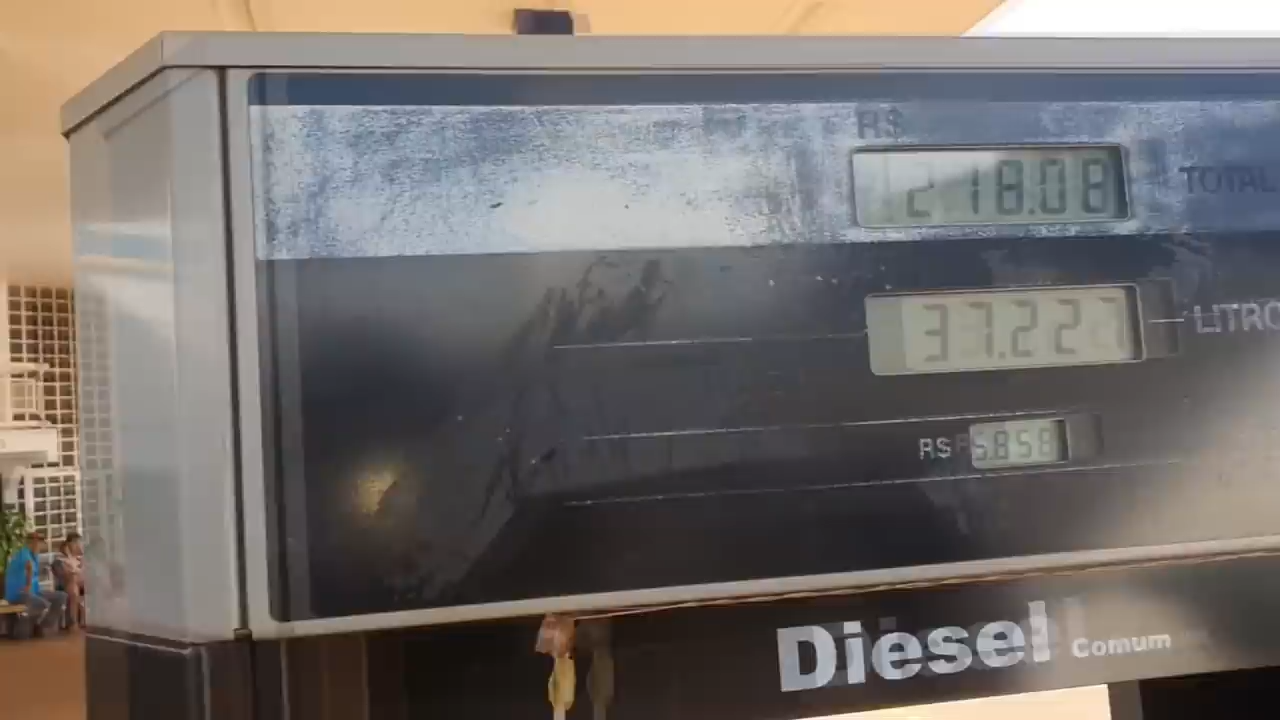 R$
218.08 TOTAL
37.227 LITRO
R$ 5.858
Diesel Comum